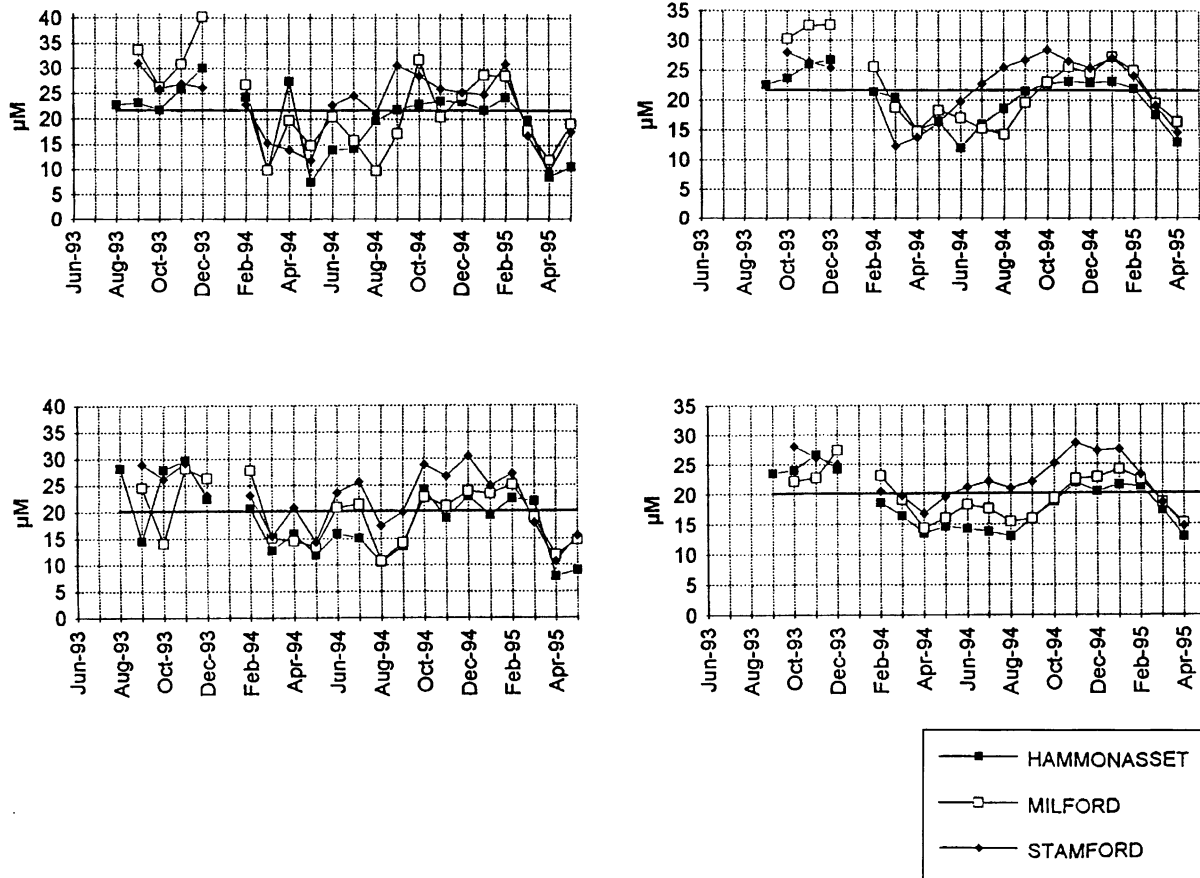 40
35
30
25
20
15
10
5
0
µM
Jun-93
Aug-93
Oct-93
Dec-93
Feb-94
Apr-94
Jun-94
Aug-94
Oct-94
Dec-94
Feb-95
Apr-95
35
30
25
20
15
10
5
0
µM
Jun-93
Aug-93
Oct-93
Dec-93
Feb-94
Apr-94
Jun-94
Aug-94
Oct-94
Dec-94
Feb-95
Apr-95
40
35
30
25
20
15
10
5
0
µM
Jun-93
Aug-93
Oct-93
Dec-93
Feb-94
Apr-94
Jun-94
Aug-94
Oct-94
Dec-94
Feb-95
Apr-95
35
30
25
20
15
10
5
0
µM
Jun-93
Aug-93
Oct-93
Dec-93
Feb-94
Apr-94
Jun-94
Aug-94
Oct-94
Dec-94
Feb-95
Apr-95
HAMMONASSET
MILFORD
STAMFORD